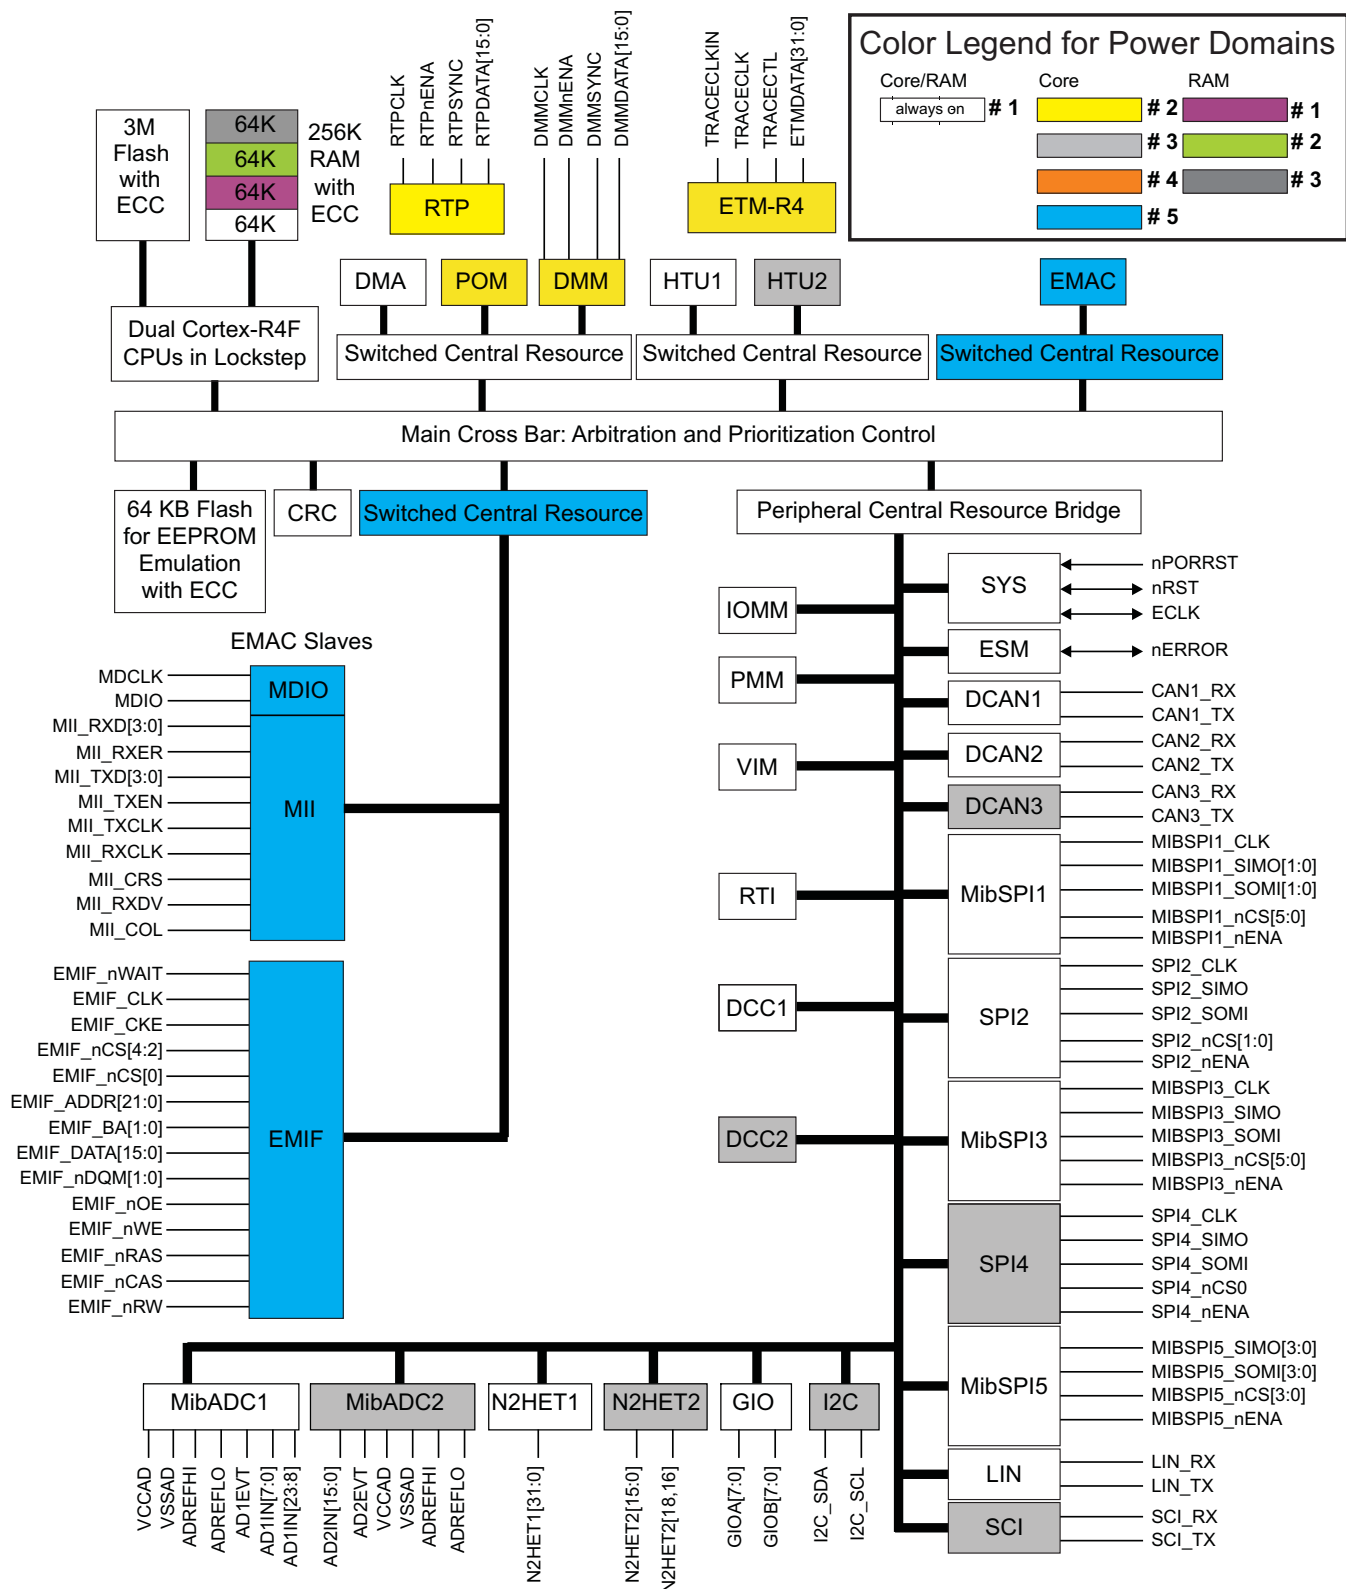 Color Legend for Power Domains
Core/RAM
Core
RAM
always on
# 1
# 2
# 1
# 3
# 2
# 4
# 3
# 5
RTPCLK
RTPnENA
RTPSYNC
RTPDATA[15:0]
DMMCLK
DMMnENA
DMMSYNC
DMMDATA[15:0]
TRACECLKIN
TRACECLK
TRACECTL
ETMDATA[31:0]
3M
Flash
with
ECC
64K
64K
64K
64K
256K
RAM
with
ECC
RTP
ETM-R4
DMA
POM
DMM
HTU1
HTU2
EMAC
Dual Cortex-R4F
CPUs in Lockstep
Switched Central Resource
Switched Central Resource
Switched Central Resource
Main Cross Bar: Arbitration and Prioritization Control
64 KB Flash
for EEPROM
Emulation
with ECC
CRC
Switched Central Resource
Peripheral Central Resource Bridge
EMAC Slaves
MDCLK
MDIO
MII_RXD[3:0]
MII_RXER
MII_TXD[3:0]
MII_TXEN
MII_TXCLK
MII_RXCLK
MII_CRS
MII_RXDV
MII_COL
MDIO
MII
EMIF_nWAIT
EMIF_CLK
EMIF_CKE
EMIF_nCS[4:2]
EMIF_nCS[0]
EMIF_ADDR[21:0]
EMIF_BA[1:0]
EMIF_DATA[15:0]
EMIF_nDQM[1:0]
EMIF_nOE
EMIF_nWE
EMIF_nRAS
EMIF_nCAS
EMIF_nRW
EMIF
IOMM
PMM
VIM
RTI
DCC1
DCC2
SYS
nPORRST
nRST
ECLK
ESM
nERROR
DCAN1
CAN1_RX
CAN1_TX
DCAN2
CAN2_RX
CAN2_TX
DCAN3
CAN3_RX
CAN3_TX
MibSPI1
MIBSPI1_CLK
MIBSPI1_SIMO[1:0]
MIBSPI1_SOMI[1:0]
MIBSPI1_nCS[5:0]
MIBSPI1_nENA
SPI2
SPI2_CLK
SPI2_SIMO
SPI2_SOMI
SPI2_nCS[1:0]
SPI2_nENA
MibSPI3
MIBSPI3_CLK
MIBSPI3_SIMO
MIBSPI3_SOMI
MIBSPI3_nCS[5:0]
MIBSPI3_nENA
SPI4
SPI4_CLK
SPI4_SIMO
SPI4_SOMI
SPI4_nCS0
SPI4_nENA
MibSPI5
MIBSPI5_SIMO[3:0]
MIBSPI5_SOMI[3:0]
MIBSPI5_nCS[3:0]
MIBSPI5_nENA
LIN
LIN_RX
LIN_TX
SCI
SCI_RX
SCI_TX
MibADC1
MibADC2
N2HET1
N2HET2
GIO
I2C
VCCAD
VSSAD
ADREFHI
ADREFLO
AD1EVT
AD1IN[7:0]
AD1IN[23:8]
AD2IN[15:0]
AD2EVT
VCCAD
VSSAD
ADREFHI
ADREFLO
N2HET1[31:0]
N2HET2[15:0]
N2HET2[18,16]
GIOA[7:0]
GIOB[7:0]
I2C_SDA
I2C_SCL